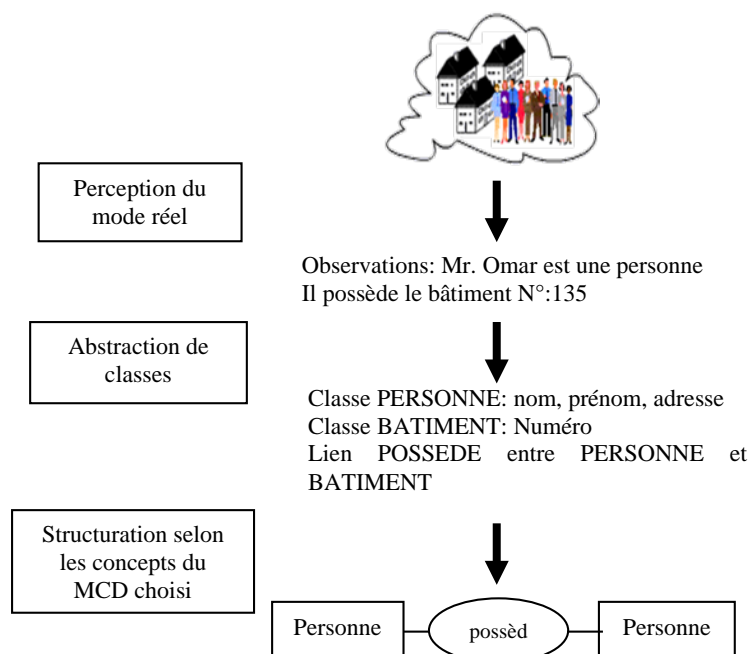 Perception du
mode réel
Observations: Mr. Omar est une personne
Il possède le bâtiment N°:135
Abstraction de
classes
Classe PERSONNE: nom, prénom, adresse
Classe BATIMENT: Numéro
Lien POSSEDE entre PERSONNE et
BATIMENT
Structuration selon
les concepts du
MCD choisi
Personne
possèd
Personne